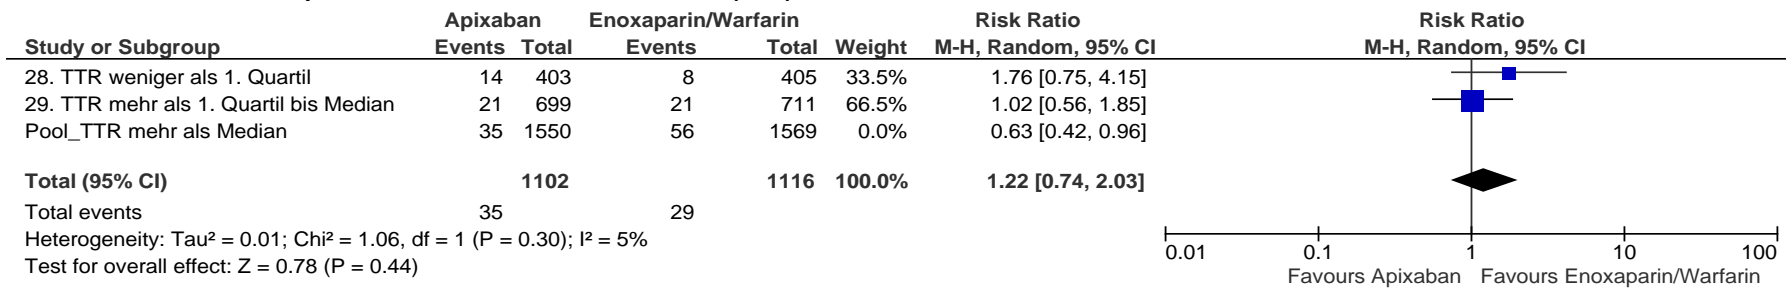 Apixaban Enoxaparin/Warfarin Risk Ratio Risk Ratio
Study or Subgroup Events Total Events Total Weight M-H, Random, 95% CI M-H, Random, 95% CI
28. TTR weniger als 1. Quartil 14 403 8 405 33.5% 1.76 [0.75, 4.15]
29. TTR mehr als 1. Quartil bis Median 21 699 21 711 66.5% 1.02 [0.56, 1.85]
Pool_TTR mehr als Median 35 1550 56 1569 0.0% 0.63 [0.42, 0.96]
Total (95% CI) 1102 1116 100.0% 1.22 [0.74, 2.03]
Total events 35 29
Heterogeneity: Tau² = 0.01; Chi² = 1.06, df = 1 (P = 0.30); I² = 5%
Test for overall effect: Z = 0.78 (P = 0.44)
0.01 0.1 1 10 100
Favours Apixaban Favours Enoxaparin/Warfarin